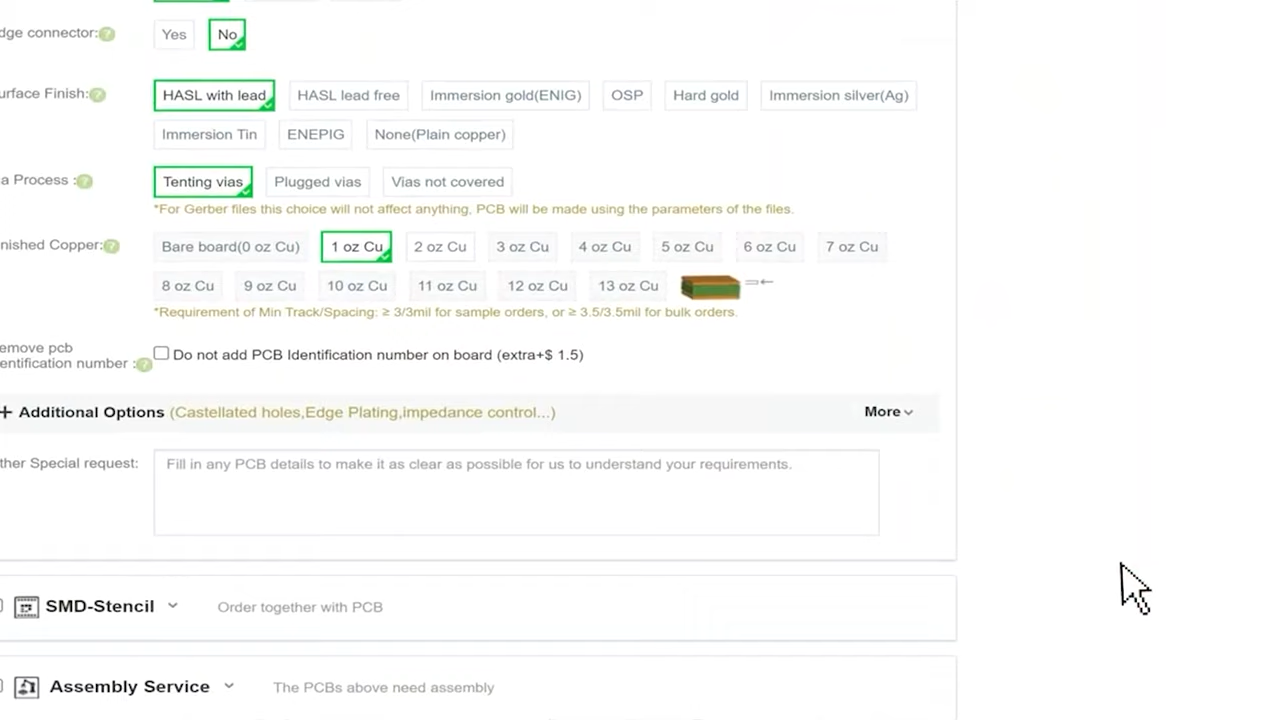 dge connector:
Yes No
urface Finish:
HASL with lead HASL lead free Immersion gold(ENIG) OSP Hard gold Immersion silver(Ag)
Immersion Tin ENEPIG None(Plain copper)
a Process :
Tenting vias Plugged vias Vias not covered
*For Gerber files this choice will not affect anything, PCB will be made using the parameters of the files.
nished Copper:
Bare board(0 oz Cu) 1 oz Cu 2 oz Cu 3 oz Cu 4 oz Cu 5 oz Cu 6 oz Cu 7 oz Cu
8 oz Cu 9 oz Cu 10 oz Cu 11 oz Cu 12 oz Cu 13 oz Cu
*Requirement of Min Track/Spacing: ≥ 3/3mil for sample orders, or ≥ 3.5/3.5mil for bulk orders.
emove pcb
entification number :
Do not add PCB Identification number on board (extra+$ 1.5)
Additional Options (Castellated holes,Edge Plating,impedance control...) More
ther Special request:
Fill in any PCB details to make it as clear as possible for us to understand your requirements.
SMD-Stencil Order together with PCB
Assembly Service The PCBs above need assembly